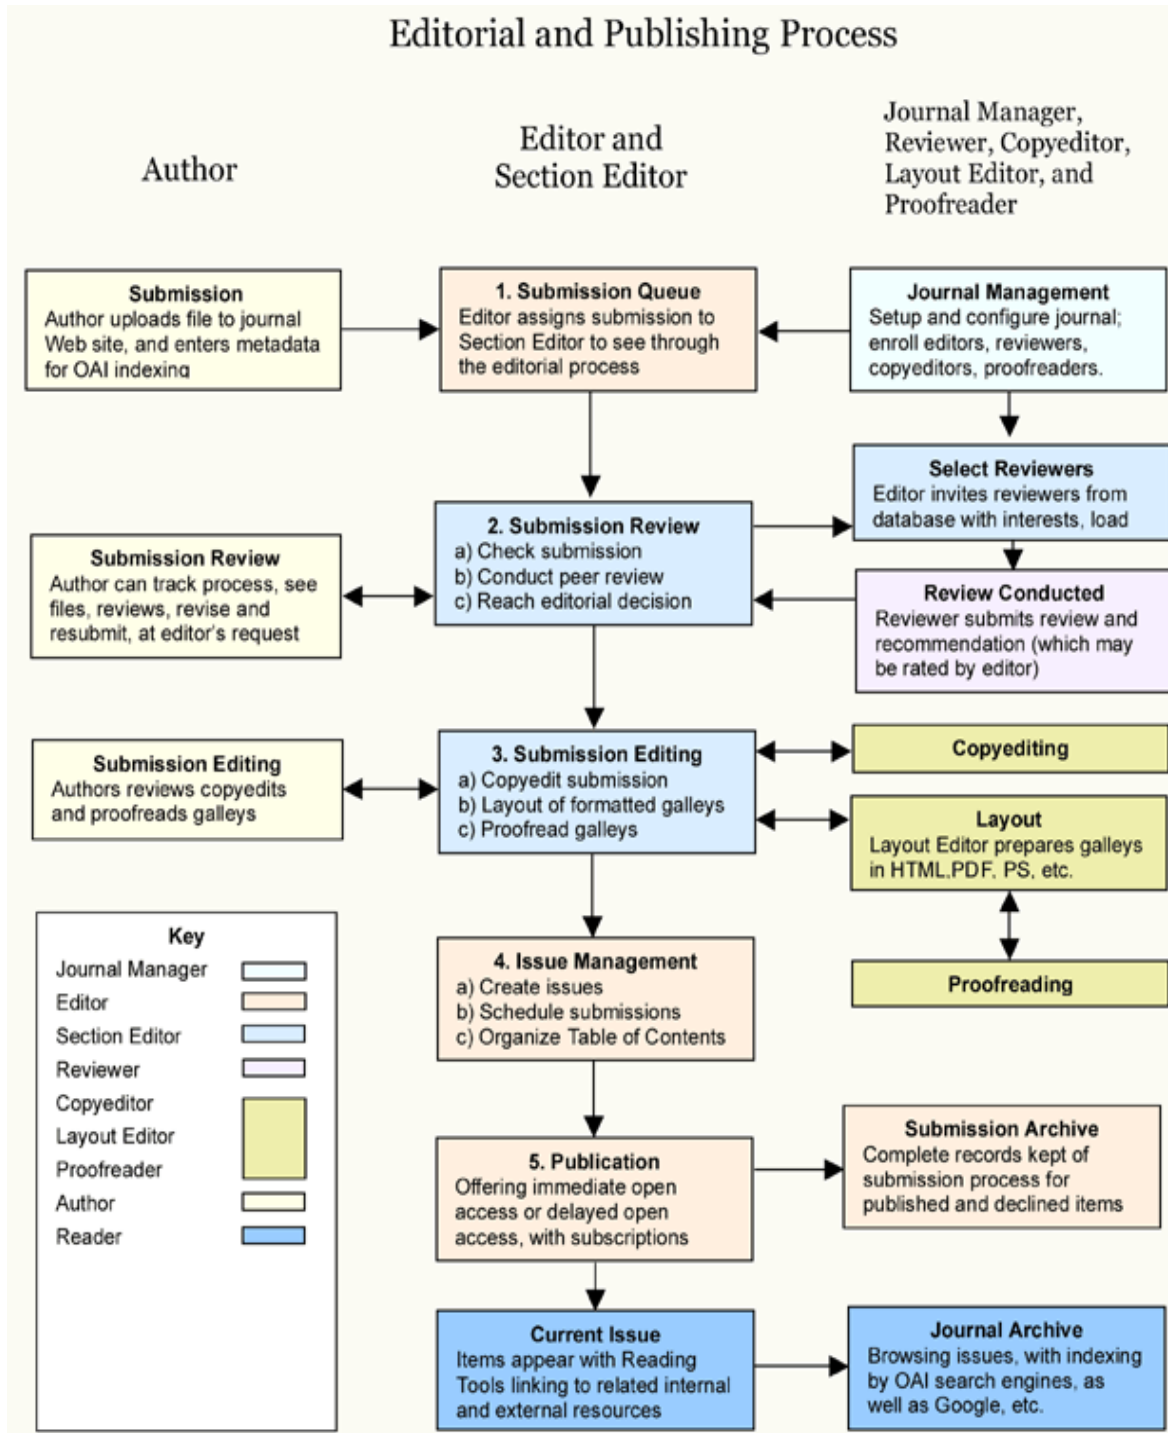 Editorial and Publishing Process
Author
Editor and
Section Editor
Journal Manager,
Reviewer, Copyeditor,
Layout Editor, and
Proofreader
Submission
Author uploads file to journal
Web site, and enters metadata
for OAI indexing
1. Submission Queue
Editor assigns submission to
Section Editor to see through
the editorial process
Journal Management
Setup and configure journal;
enroll editors, reviewers,
copyeditors, proofreaders.
Select Reviewers
Editor invites reviewers from
database with interests, load
Submission Review
Author can track process, see
files, reviews, revise and
resubmit, at editor's request
2. Submission Review
a) Check submission
b) Conduct peer review
c) Reach editorial decision
Review Conducted
Reviewer submits review and
recommendation (which may
be rated by editor)
Submission Editing
Authors reviews copyedits
and proofreads galleys
3. Submission Editing
a) Copyedit submission
b) Layout of formatted galleys
c) Proofread galleys
Copyediting
Layout
Layout Editor prepares galleys
in HTML,PDF, PS, etc.
Proofreading
Key
Journal Manager
Editor
Section Editor
Reviewer
Copyeditor
Layout Editor
Proofreader
Author
Reader
4. Issue Management
a) Create issues
b) Schedule submissions
c) Organize Table of Contents
5. Publication
Offering immediate open
access or delayed open
access, with subscriptions
Submission Archive
Complete records kept of
submission process for
published and declined items
Current Issue
Items appear with Reading
Tools linking to related internal
and external resources
Journal Archive
Browsing issues, with indexing
by OAI search engines, as
well as Google, etc.